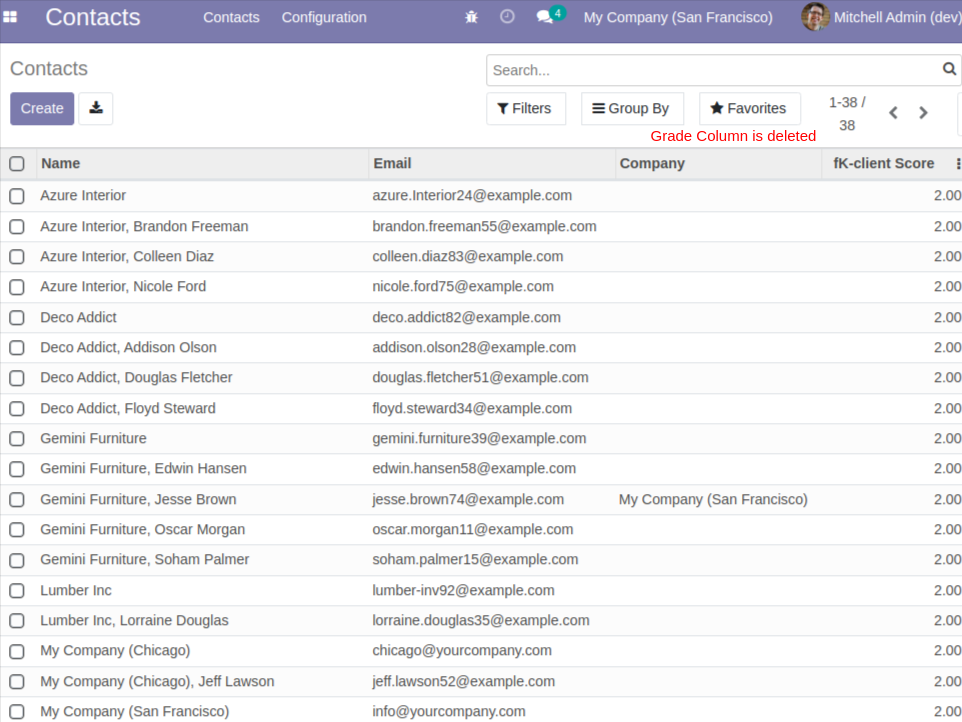 Contacts Contacts Configuration 4 My Company (San Francisco) Mitchell Admin (dev)
Contacts Search...
Create Filters Group By Favorites 1-38 /
38
Grade Column is deleted
Name Email Company fK-client Score
Azure Interior azure.Interior24@example.com 2.00
Azure Interior, Brandon Freeman brandon.freeman55@example.com 2.00
Azure Interior, Colleen Diaz colleen.diaz83@example.com 2.00
Azure Interior, Nicole Ford nicole.ford75@example.com 2.00
Deco Addict deco.addict82@example.com 2.00
Deco Addict, Addison Olson addison.olson28@example.com 2.00
Deco Addict, Douglas Fletcher douglas.fletcher51@example.com 2.00
Deco Addict, Floyd Steward floyd.steward34@example.com 2.00
Gemini Furniture gemini.furniture39@example.com 2.00
Gemini Furniture, Edwin Hansen edwin.hansen58@example.com 2.00
Gemini Furniture, Jesse Brown jesse.brown74@example.com My Company (San Francisco) 2.00
Gemini Furniture, Oscar Morgan oscar.morgan11@example.com 2.00
Gemini Furniture, Soham Palmer soham.palmer15@example.com 2.00
Lumber Inc lumber-inv92@example.com 2.00
Lumber Inc, Lorraine Douglas lorraine.douglas35@example.com 2.00
My Company (Chicago) chicago@yourcompany.com 2.00
My Company (Chicago), Jeff Lawson jeff.lawson52@example.com 2.00
My Company (San Francisco) info@yourcompany.com 2.00